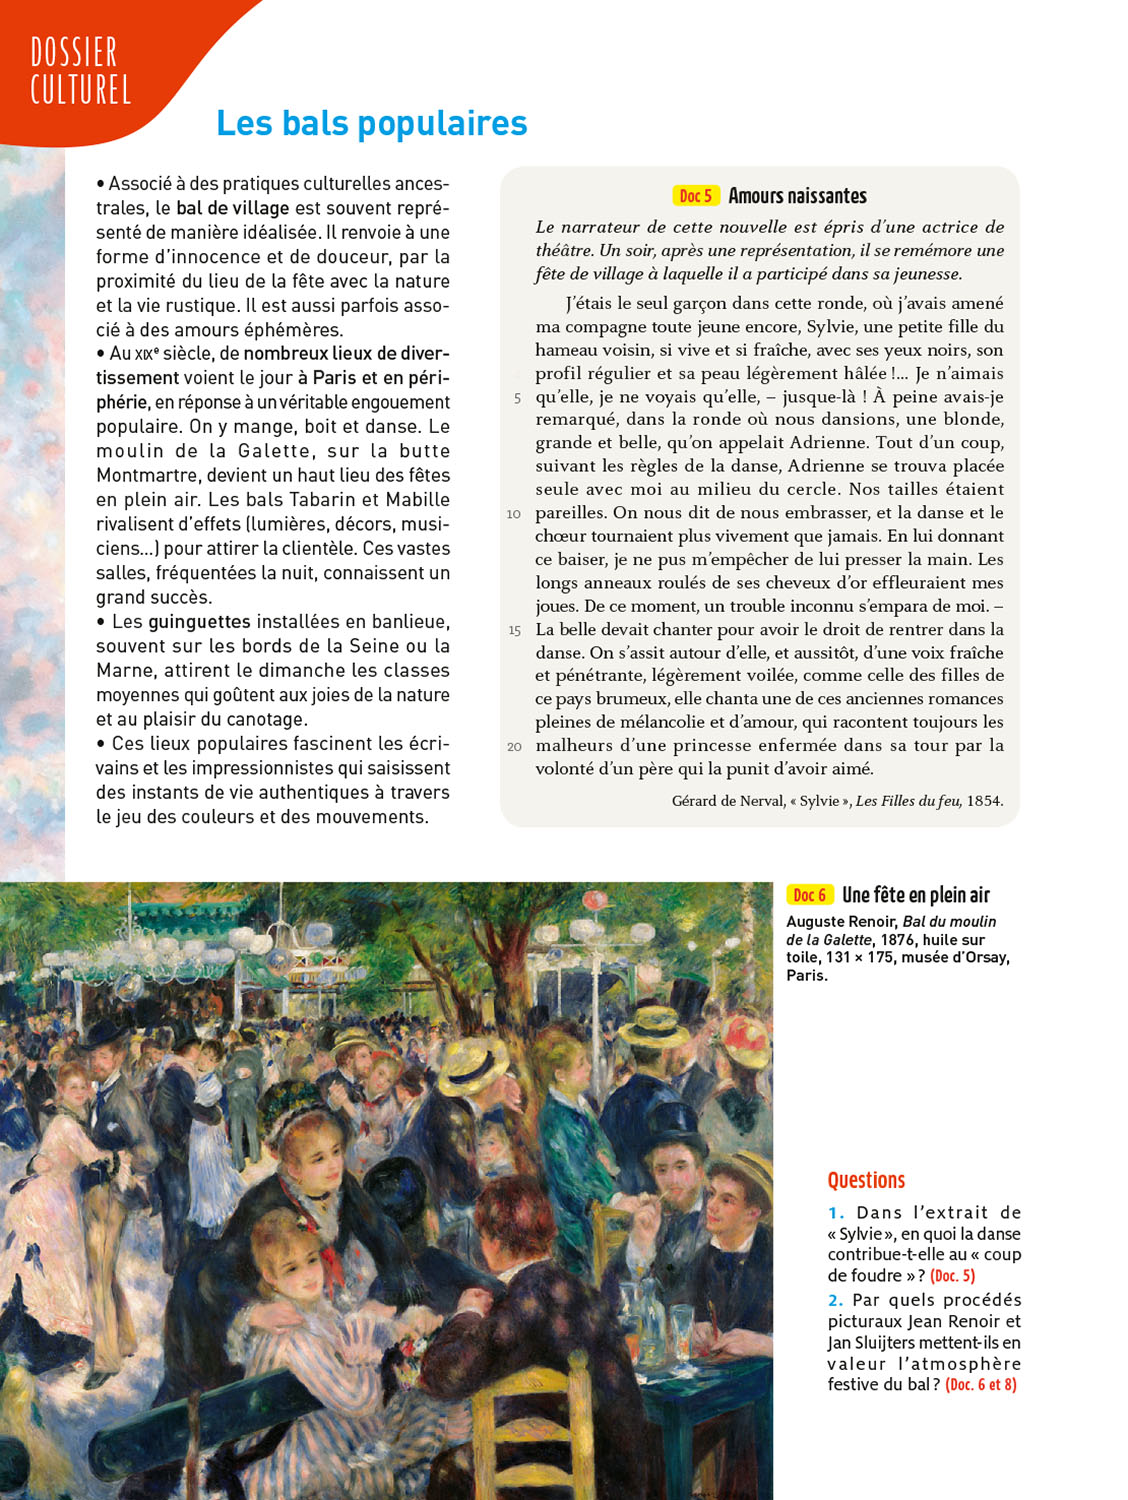 DOSSIER
CULTUREL
Les bals populaires
• Associé à des pratiques culturelles ances-
trales, le bal de village est souvent repré-
senté de manière idéalisée. Il renvoie à une
forme d’innocence et de douceur, par la
proximité du lieu de la fête avec la nature
et la vie rustique. Il est aussi parfois asso-
cié à des amours éphémères.
• Au XIXe siècle, de nombreux lieux de diver-
tissement voient le jour à Paris et en péri-
phérie, en réponse à un véritable engouement
populaire. On y mange, boit et danse. Le
moulin de la Galette, sur la butte
Montmartre, devient un haut lieu des fêtes
en plein air. Les bals Tabarin et Mabille
rivalisent d’effets (lumières, décors, musi-
ciens...) pour attirer la clientèle. Ces vastes
salles, fréquentées la nuit, connaissent un
grand succès.
• Les guinguettes installées en banlieue,
souvent sur les bords de la Seine ou la
Marne, attirent le dimanche les classes
moyennes qui goûtent aux joies de la nature
et au plaisir du canotage.
• Ces lieux populaires fascinent les écri-
vains et les impressionnistes qui saisissent
des instants de vie authentiques à travers
le jeu des couleurs et des mouvements.
Doc 5 Amours naissantes
Le narrateur de cette nouvelle est épris d’une actrice de
théâtre. Un soir, après une représentation, il se remémore une
fête de village à laquelle il a participé dans sa jeunesse.
J’étais le seul garçon dans cette ronde, où j’avais amené
ma compagne toute jeune encore, Sylvie, une petite fille du
hameau voisin, si vive et si fraîche, avec ses yeux noirs, son
profil régulier et sa peau légèrement hâlée !... Je n’aimais
5 qu’elle, je ne voyais qu’elle, – jusque-là ! À peine avais-je
remarqué, dans la ronde où nous dansions, une blonde,
grande et belle, qu’on appelait Adrienne. Tout d’un coup,
suivant les règles de la danse, Adrienne se trouva placée
seule avec moi au milieu du cercle. Nos tailles étaient
10 pareilles. On nous dit de nous embrasser, et la danse et le
chœur tournaient plus vivement que jamais. En lui donnant
ce baiser, je ne pus m’empêcher de lui presser la main. Les
longs anneaux roulés de ses cheveux d’or effleuraient mes
joues. De ce moment, un trouble inconnu s’empara de moi. –
15 La belle devait chanter pour avoir le droit de rentrer dans la
danse. On s’assit autour d’elle, et aussitôt, d’une voix fraîche
et pénétrante, légèrement voilée, comme celle des filles de
ce pays brumeux, elle chanta une de ces anciennes romances
pleines de mélancolie et d’amour, qui racontent toujours les
20 malheurs d’une princesse enfermée dans sa tour par la
volonté d’un père qui la punit d’avoir aimé.
Gérard de Nerval, « Sylvie », Les Filles du feu, 1854.
Doc 6 Une fête en plein air
Auguste Renoir, Bal du moulin
de la Galette, 1876, huile sur
toile, 131 × 175, musée d’Orsay,
Paris.
Questions
1. Dans l’extrait de
« Sylvie », en quoi la danse
contribue-t-elle au « coup
de foudre » ? (Doc. 5)
2. Par quels procédés
picturaux Jean Renoir et
Jan Sluijters mettent-ils en
valeur l’atmosphère
festive du bal ? (Doc. 6 et 8)